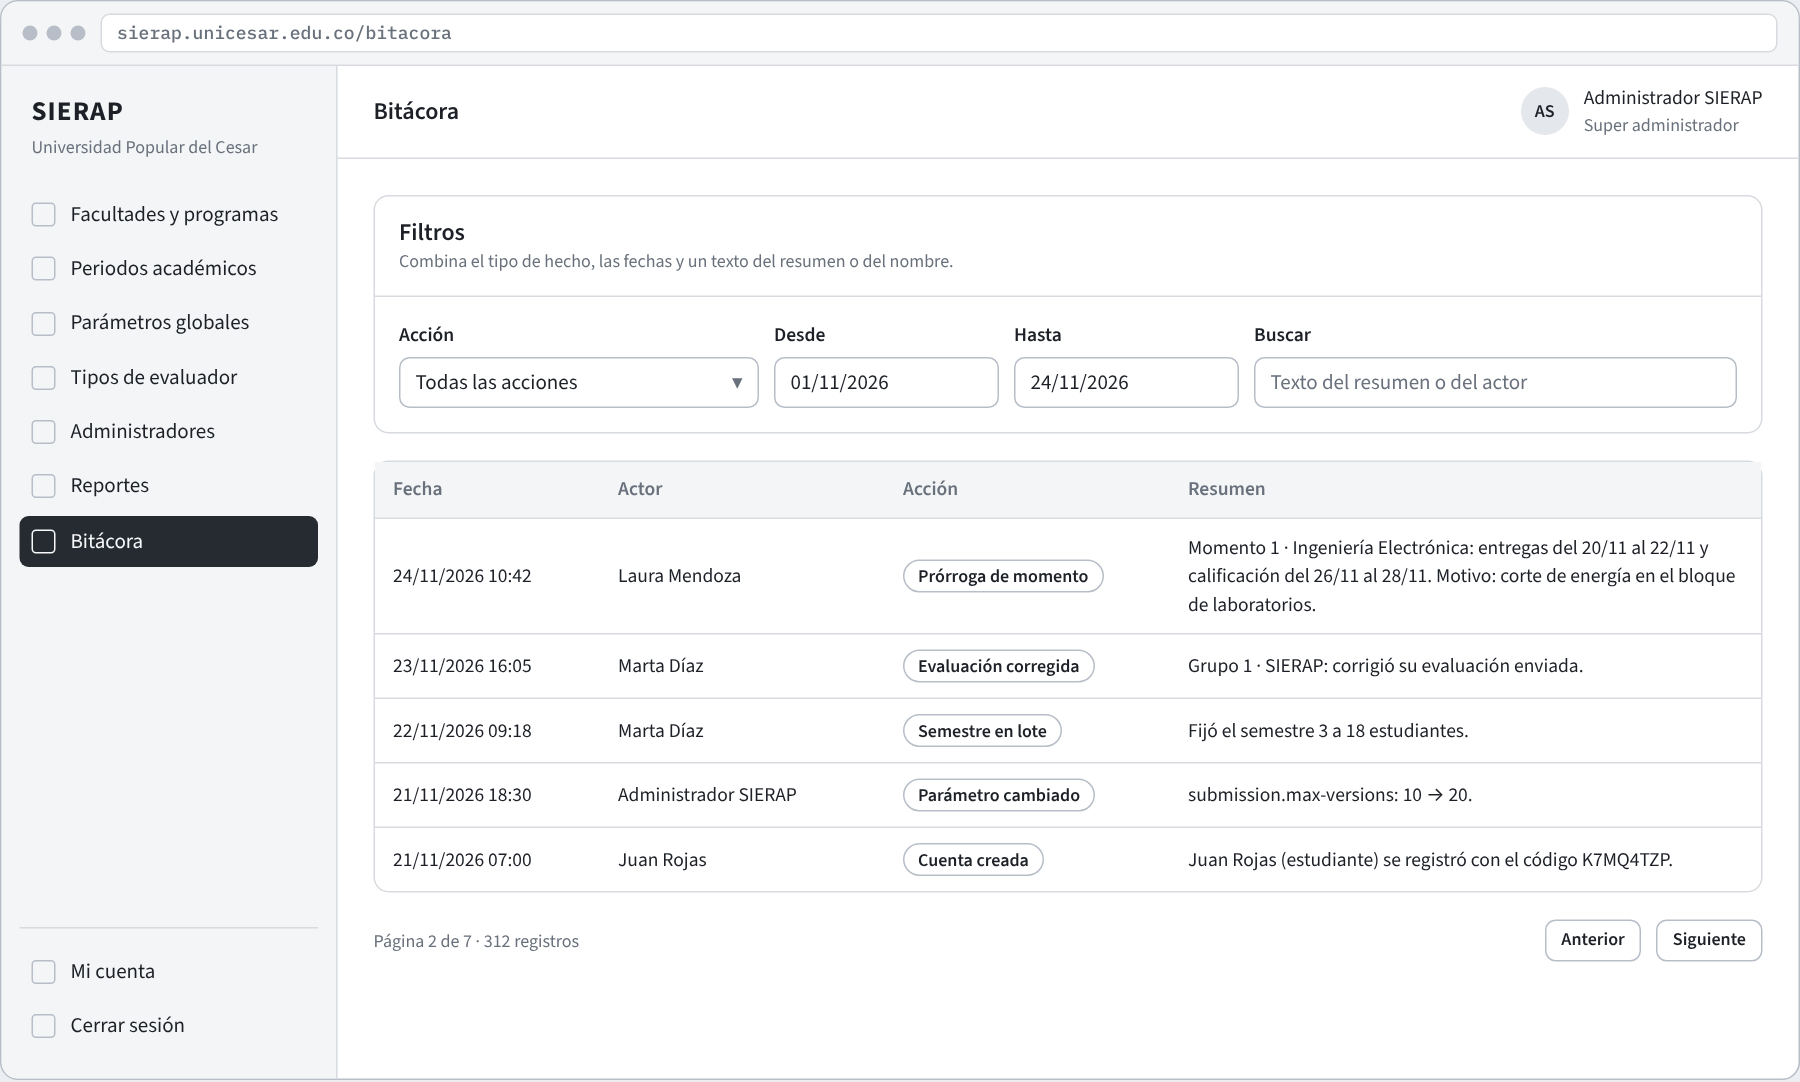 sierap.unicesar.edu.co/bitacora
SIERAP
Universidad Popular del Cesar
Facultades y programas
Periodos académicos
Parámetros globales
Tipos de evaluador
Administradores
Reportes
Bitácora
Mi cuenta
Cerrar sesión
Bitácora
AS
Administrador SIERAP
Super administrador
Filtros
Combina el tipo de hecho, las fechas y un texto del resumen o del nombre.
Acción Desde Hasta Buscar
Todas las acciones 01/11/2026 24/11/2026 Texto del resumen o del actor
Fecha Actor Acción Resumen
24/11/2026 10:42 Laura Mendoza Prórroga de momento Momento 1 · Ingeniería Electrónica: entregas del 20/11 al 22/11 y
calificación del 26/11 al 28/11. Motivo: corte de energía en el bloque
de laboratorios.
23/11/2026 16:05 Marta Díaz Evaluación corregida Grupo 1 · SIERAP: corrigió su evaluación enviada.
22/11/2026 09:18 Marta Díaz Semestre en lote Fijó el semestre 3 a 18 estudiantes.
21/11/2026 18:30 Administrador SIERAP Parámetro cambiado submission.max-versions: 10 → 20.
21/11/2026 07:00 Juan Rojas Cuenta creada Juan Rojas (estudiante) se registró con el código K7MQ4TZP.
Página 2 de 7 · 312 registros Anterior Siguiente